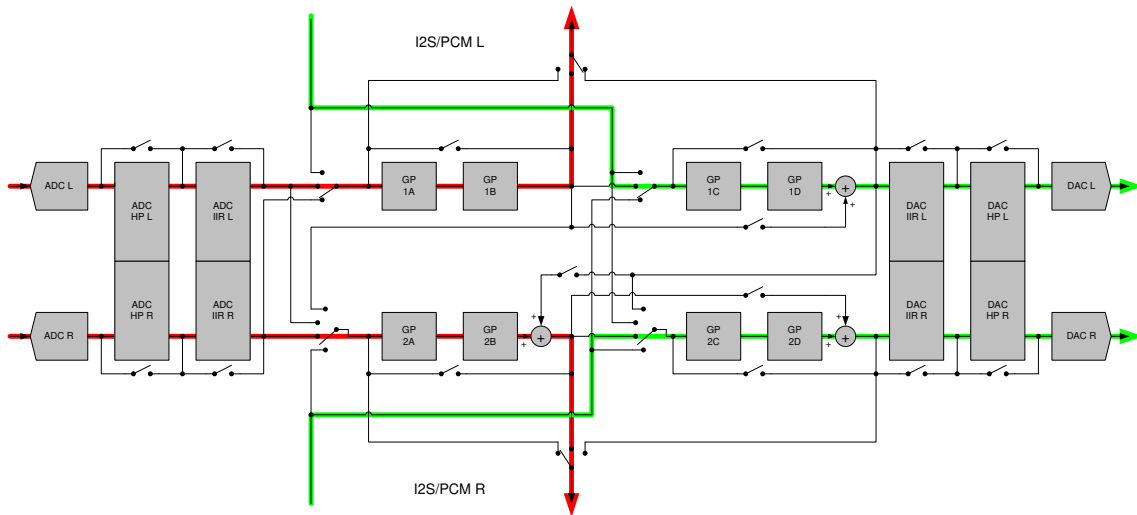 I2S/PCM L
ADC L
ADC
HP L
ADC
IIR L
GP
1A
GP
1B
GP
1C
GP
1D
+
+
+
DAC
IIR L
DAC
HP L
DAC L
ADC R
ADC
HP R
ADC
IIR R
GP
2A
GP
2B
+
+
+
GP
2C
GP
2D
+
+
+
DAC
IIR R
DAC
HP R
DAC R
I2S/PCM R